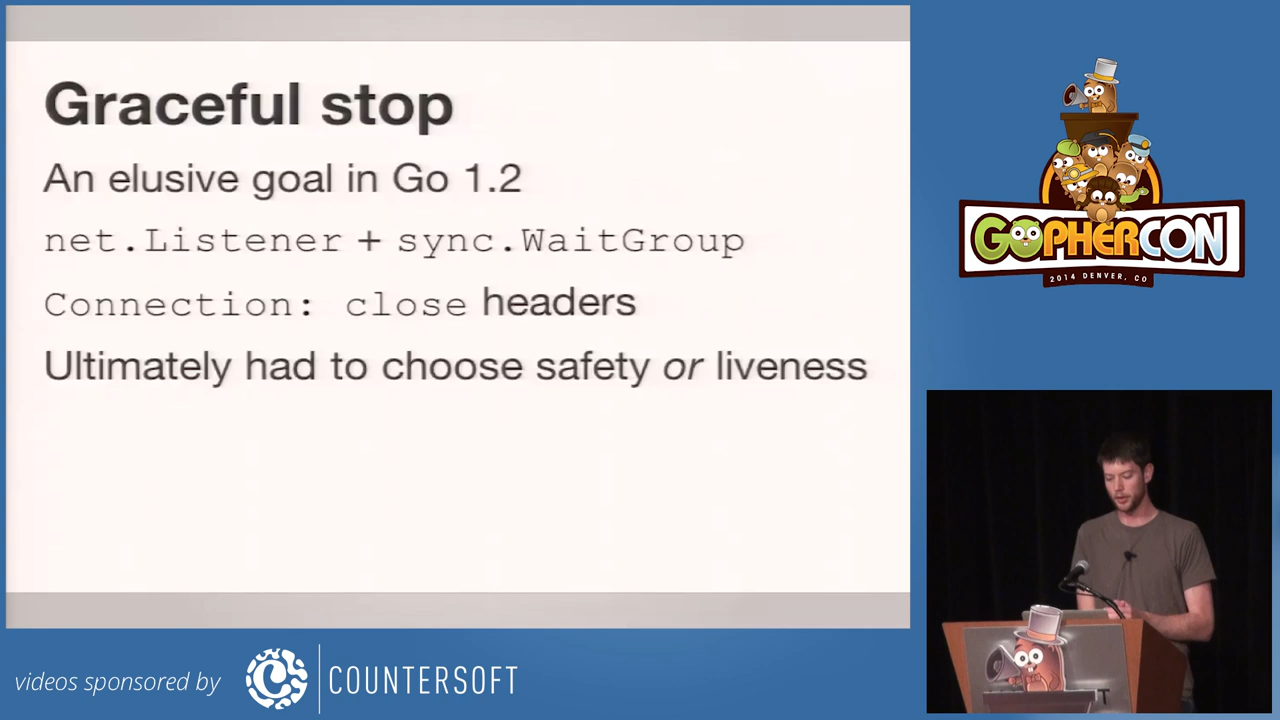 Graceful stop
An elusive goal in Go 1.2
net.Listener + sync.WaitGroup
Connection: close headers
Ultimately had to choose safety or liveness
GOPHERCON
2014 DENVER, CO
T
videos sponsored by
COUNTERSOFT